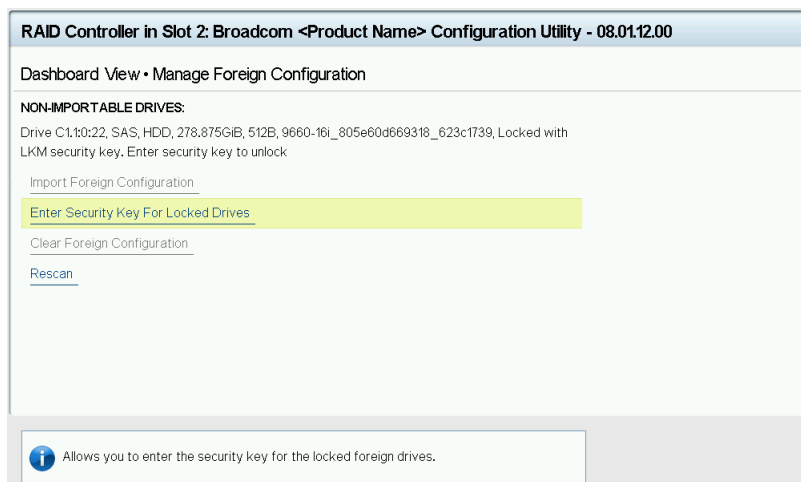 RAID Controller in Slot 2: Broadcom <Product Name> Configuration Utility - 08.01.12.00
Dashboard View • Manage Foreign Configuration
NON-IMPORTABLE DRIVES:
Drive C1.1:0:22, SAS, HDD, 278.875GiB, 512B, 9660-16i_805e60d669318_623c1739, Locked with
LKM security key. Enter security key to unlock
Import Foreign Configuration
Enter Security Key For Locked Drives
Clear Foreign Configuration
Rescan
Allows you to enter the security key for the locked foreign drives.